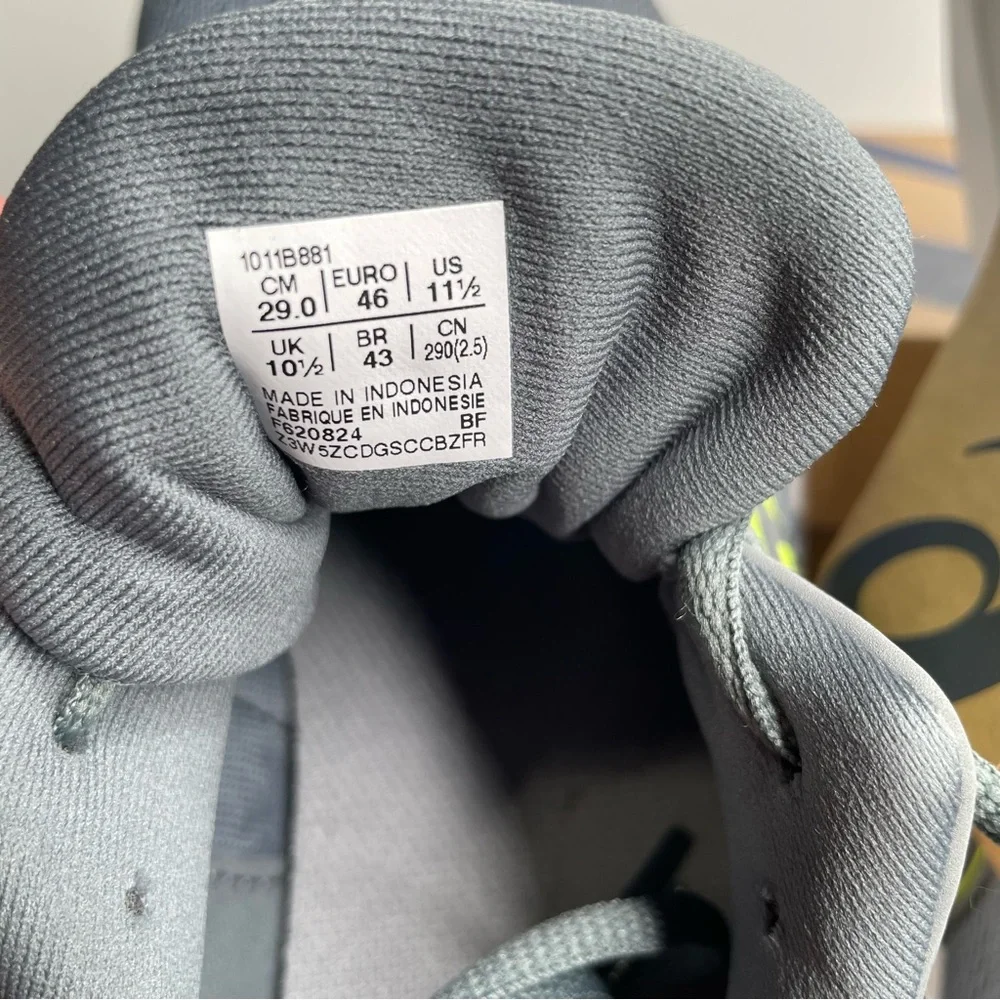 1011B881
CM | EURO | US
29.0 | 46 | 11½
UK | BR | CN
10½ | 43 | 290(2.5)
MADE IN INDONESIA
FABRIQUE EN INDONESIE
F620824 BF
Z3W5ZCDGSCCBZFR